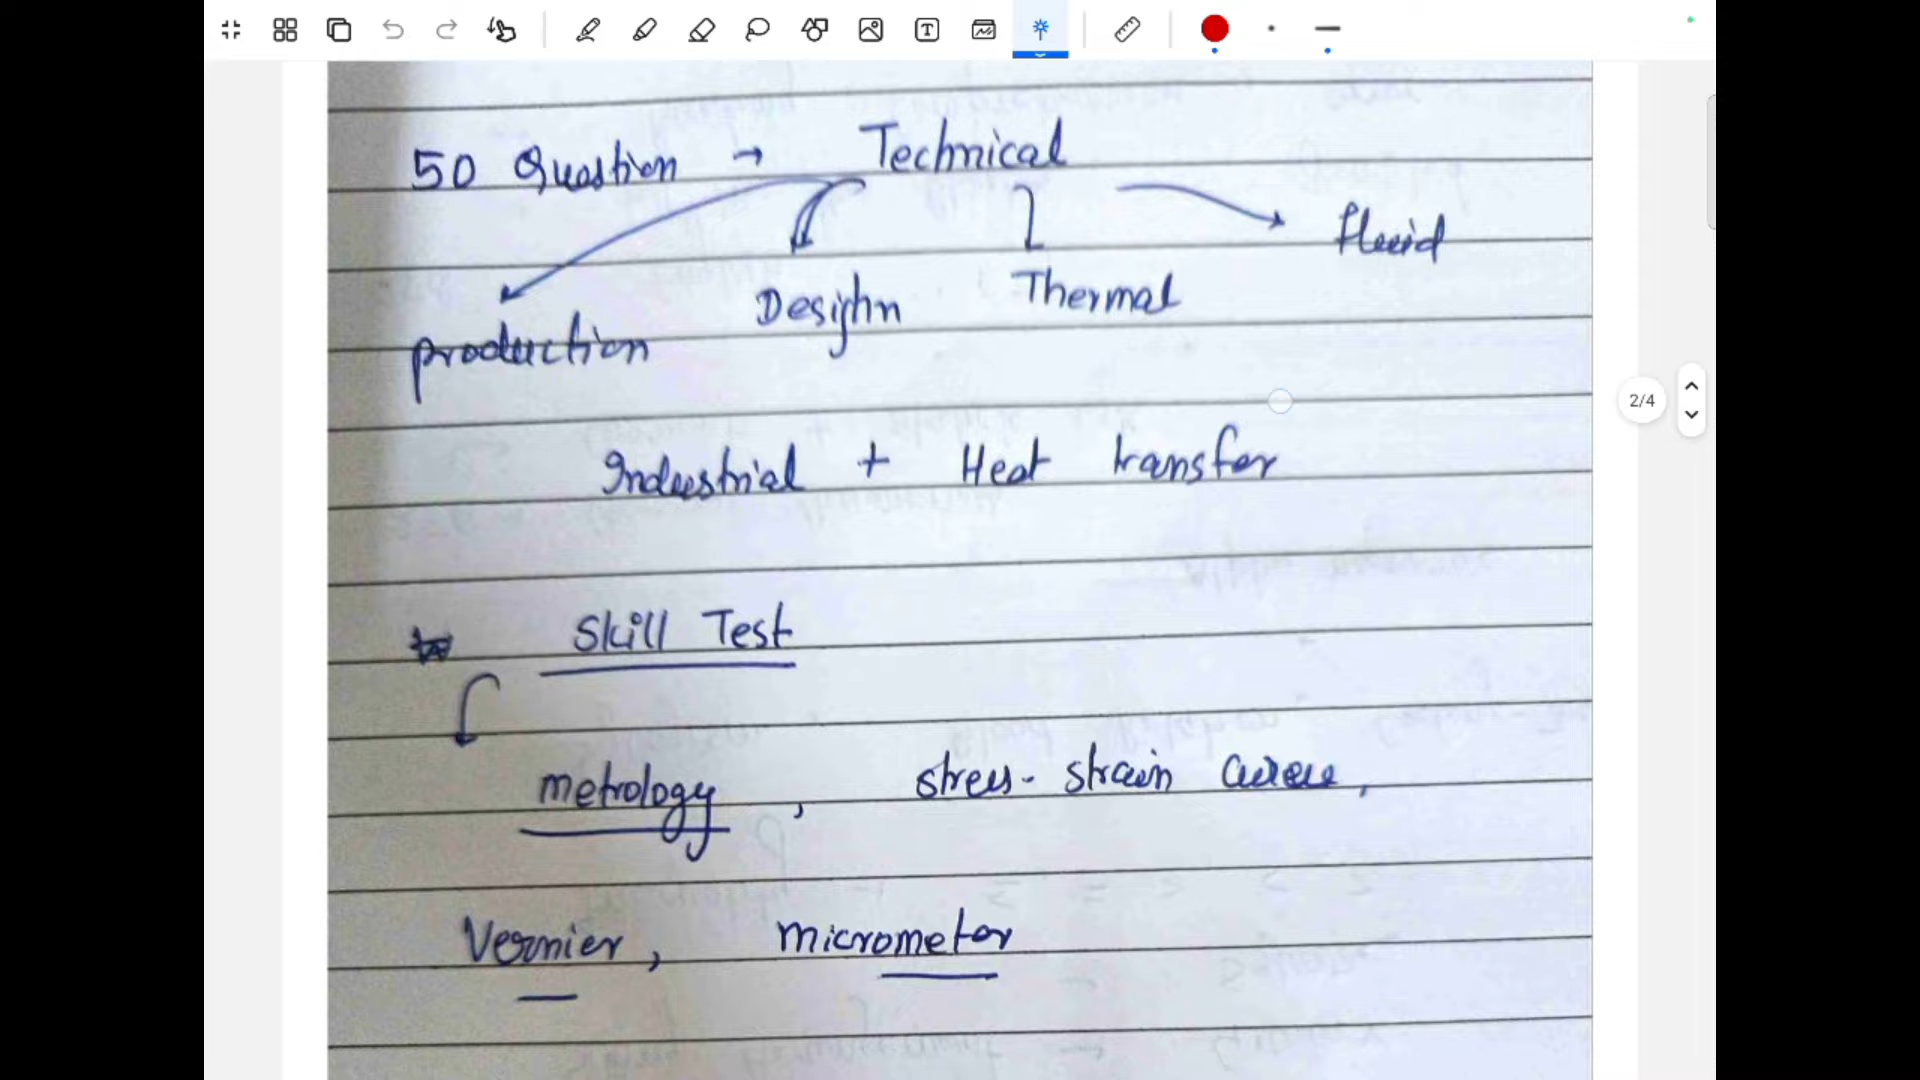 50 Question → Technical
fluid
Desighn Thermal
production
Industrial + Heat transfer
Skill Test
metrology, stress-strain curve,
Vernier, micrometer
2/4